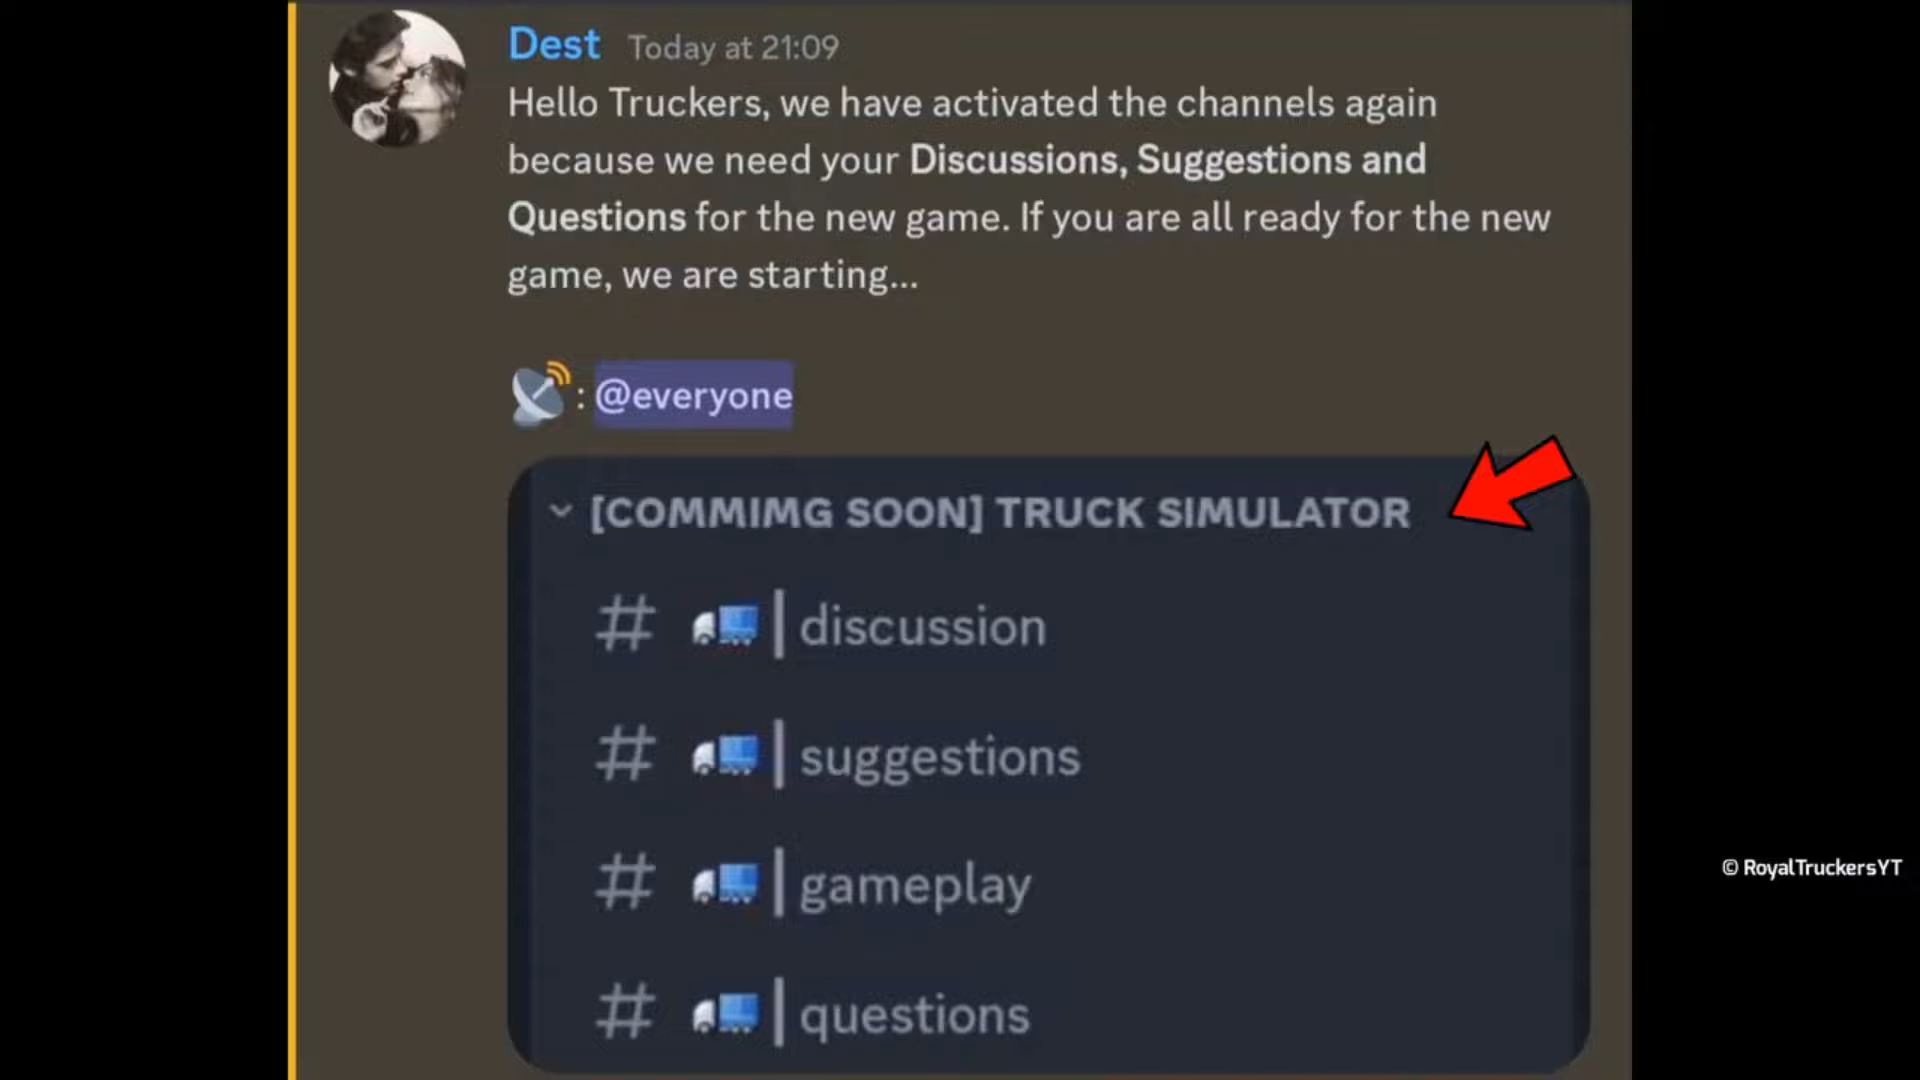 Dest Today at 21:09
Hello Truckers, we have activated the channels again
because we need your Discussions, Suggestions and
Questions for the new game. If you are all ready for the new
game, we are starting...
: @everyone
[COMMIMG SOON] TRUCK SIMULATOR
# | discussion
# | suggestions
# | gameplay
© RoyalTruckersYT
# | questions